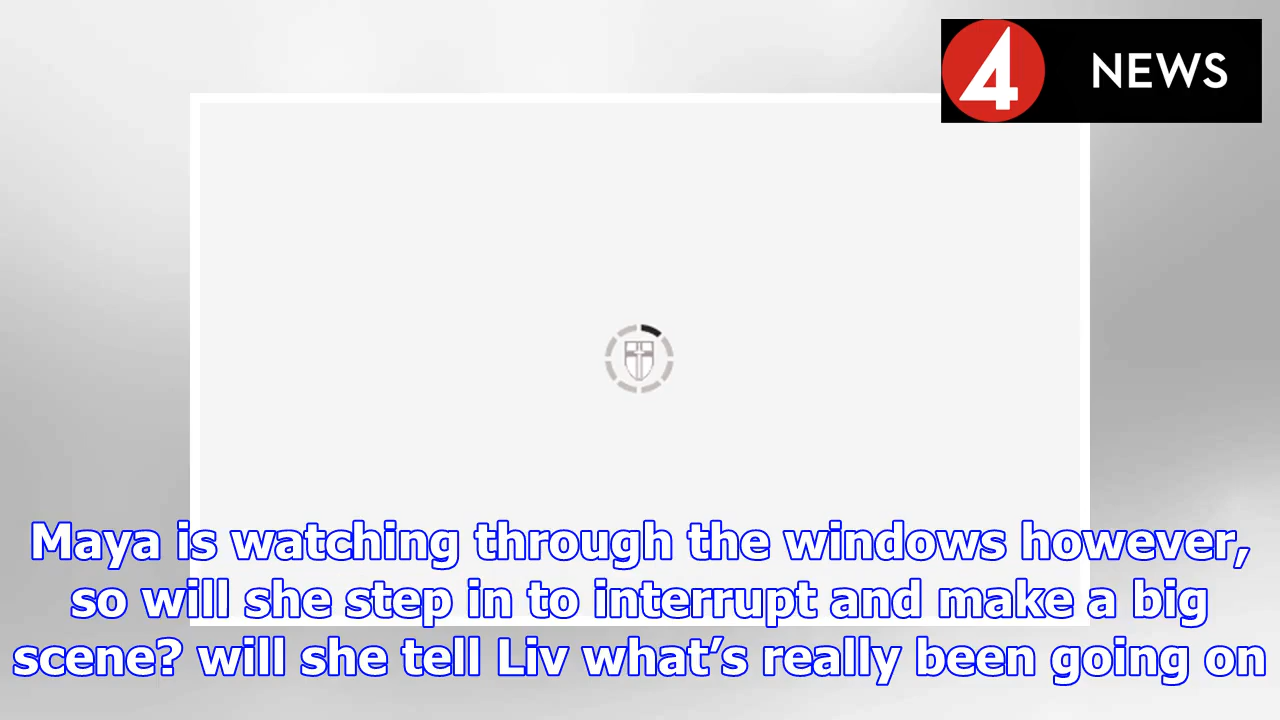 4 NEWS
Maya is watching through the windows however,
so will she step in to interrupt and make a big
scene? will she tell Liv what’s really been going on